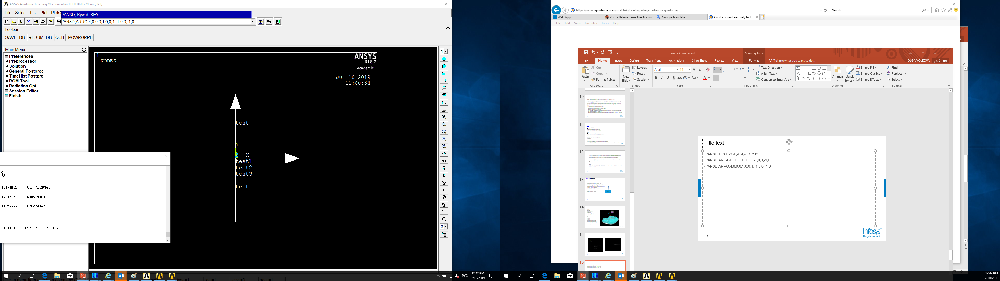 ANSYS Academic Teaching Mechanical and CFD Utility Menu (file1)
File Select List Plot PlotC
/AN3D, Kywrd, KEY
/AN3D,ARRO,4,0,0,0,1,0,0,1,-1,0,0,-1,0
Toolbar
SAVE_DB RESUM_DB QUIT POWRGRPH
Main Menu
Preferences
Preprocessor
Solution
General Postproc
TimeHist Postpro
ROM Tool
Radiation Opt
Session Editor
Finish
1
NODES
ANSYS
R18.2
Academic
JUL 10 2019
11:40:34
test
Y
X
test1
test2
test3
test
1
3
-1,0
0.142346453161 , 0.424485112035E-01
0.193406975971 , -0.881621400154
0.100862532589 , -0.895922404947
BUILD 18.2 UP20170726 11:34:35
РУС
12:42 PM
7/10/2019
https://www.igrostrana.com/malchiki/kvesty/pobeg-iz-starinnogo-doma/
Search...
Web Apps
Zuma Deluxe game free for onl...
Google Translate
Can't connect securely to t...
File Edit View Favorites Tools Help
case_ - PowerPoint
Drawing Tools
File Home Insert Design Transitions Animations Slide Show Review View Format Tell me what you want to do...
OLGA VOLKOVA Share
Paste
Cut
Copy
Format Painter
Clipboard
New
Slide
Layout
Reset
Section
Slides
Arial 14
B I U S abc AV Aa A
Font
Text Direction
Align Text
Convert to SmartArt
Paragraph
Arrange
Quick
Styles
Shape Fill
Shape Outline
Shape Effects
Drawing
Find
Replace
Select
Editing
10
11
12
13
14
15
16
Title text
• /AN3D,TEXT,-0.4.,-0.4,-0.4,test3
• /AN3D,AREA,4,0,0,0,1,0,0,1,-1,0,0,-1,0
• /AN3D,ARRO,4,0,0,0,1,0,0,1,-1,0,0,-1,0
16
Infosys
Navigate your next
12:42 PM
7/10/2019